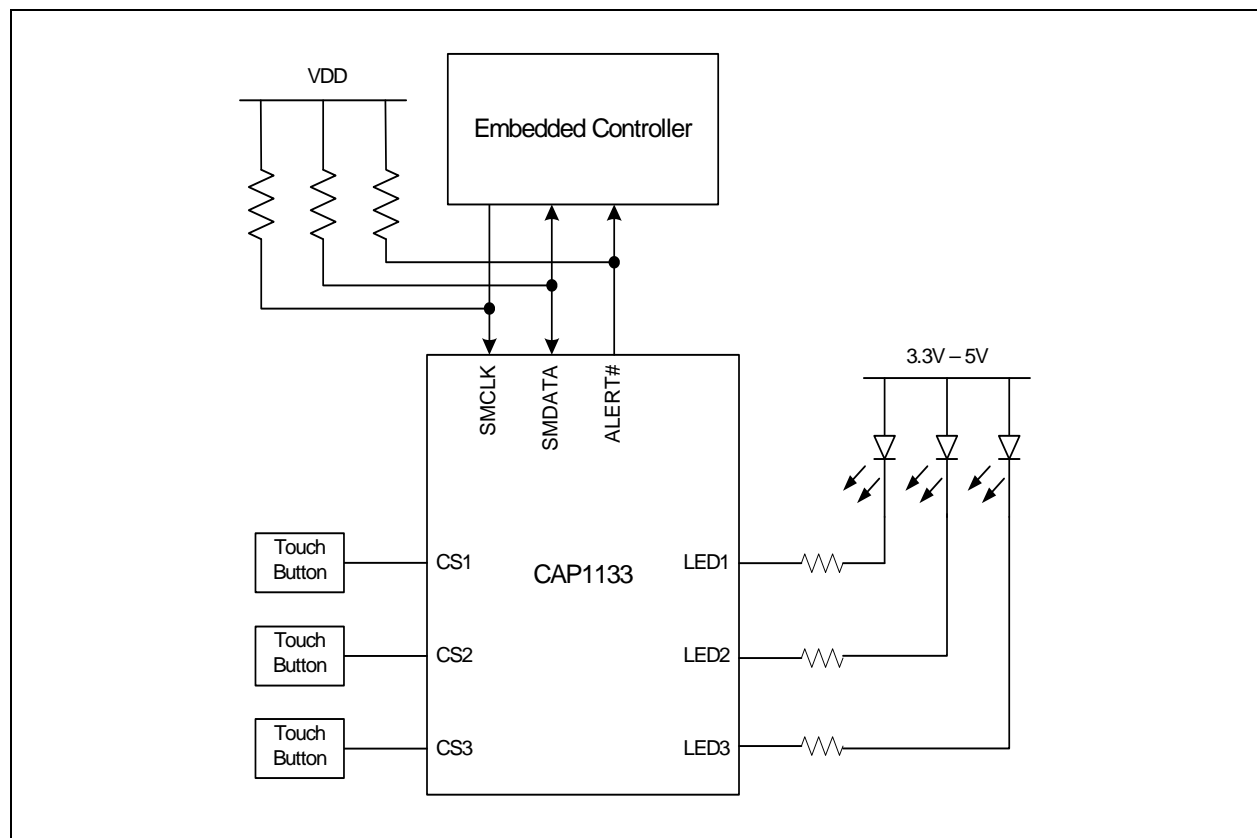 VDD
Embedded Controller
3.3V – 5V
SMCLK
SMDATA
ALERT#
Touch
Button
CS1
CAP1133
LED1
Touch
Button
CS2
LED2
Touch
Button
CS3
LED3